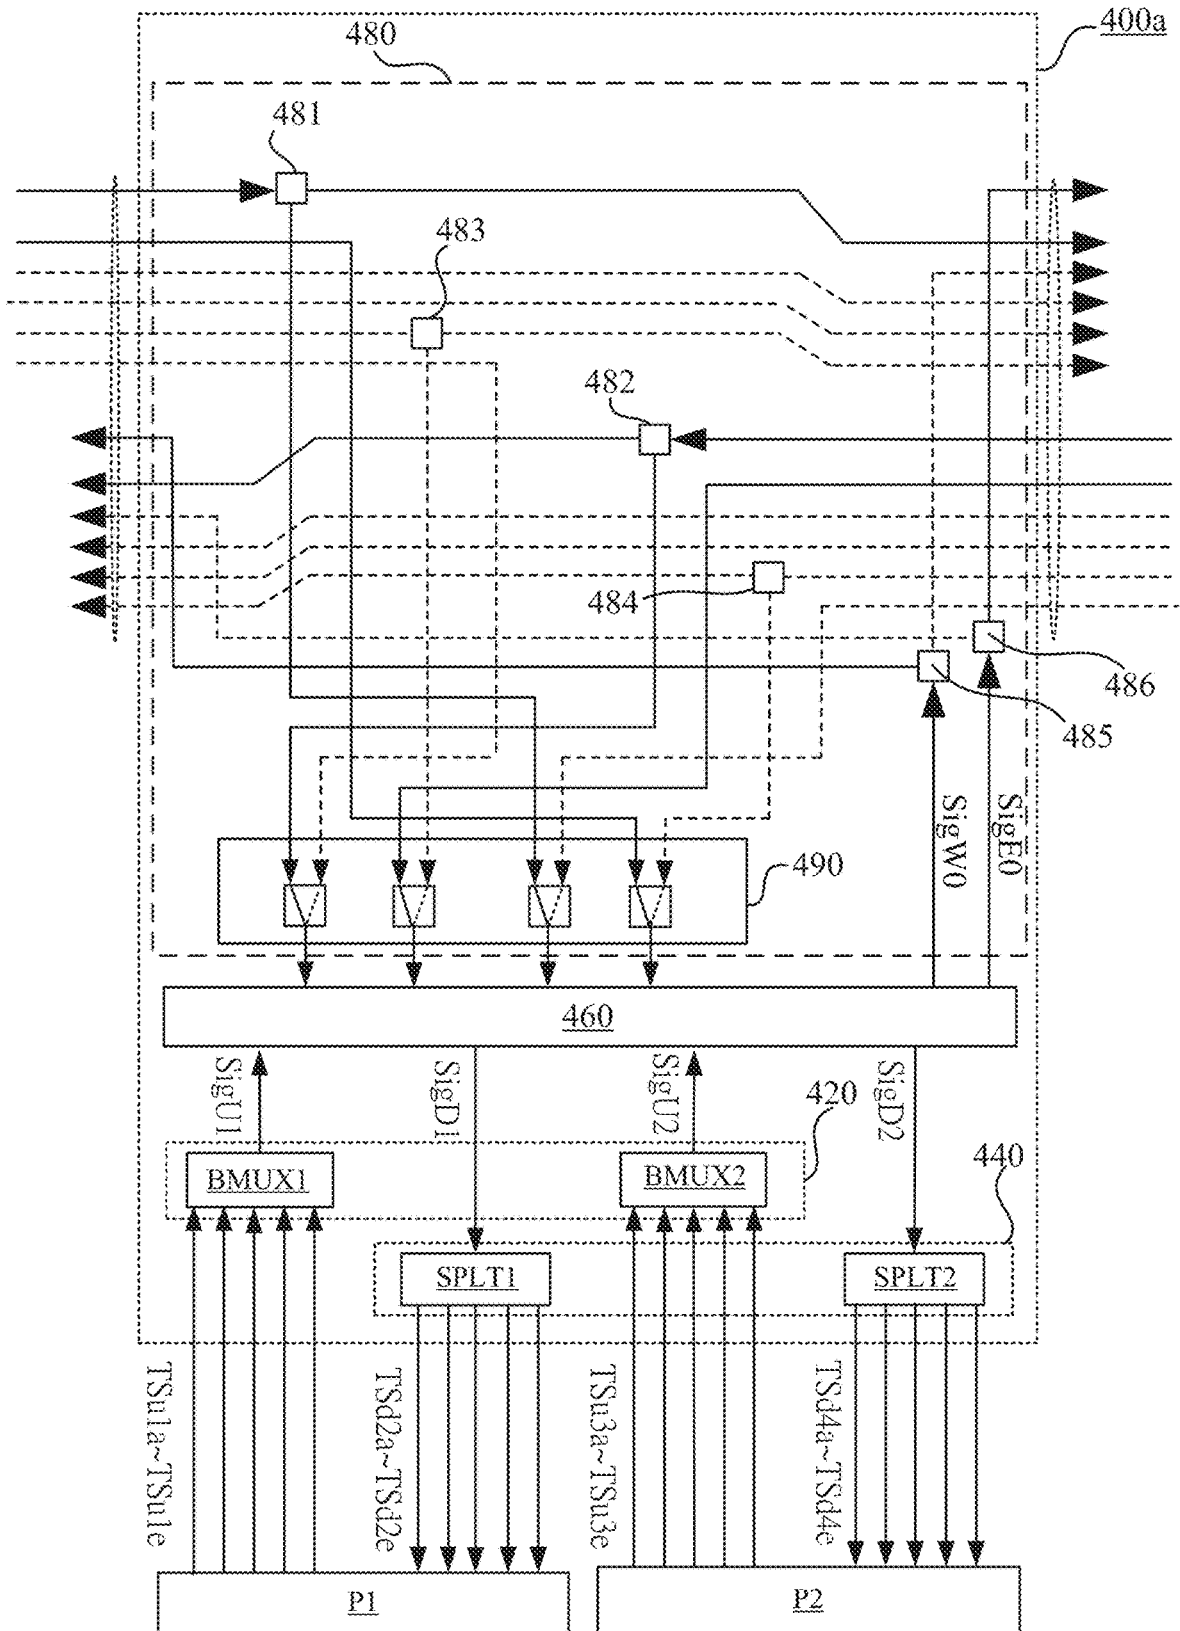 400a
480
481
483
482
484
486
485
SigW0
SigE0
490
460
SigU1
SigD1
SigU2
SigD2
420
440
BMUX1
BMUX2
SPLT1
SPLT2
TSu1a~TSu1e
TSd2a~TSd2e
TSu3a~TSu3e
TSd4a~TSd4e
P1
P2